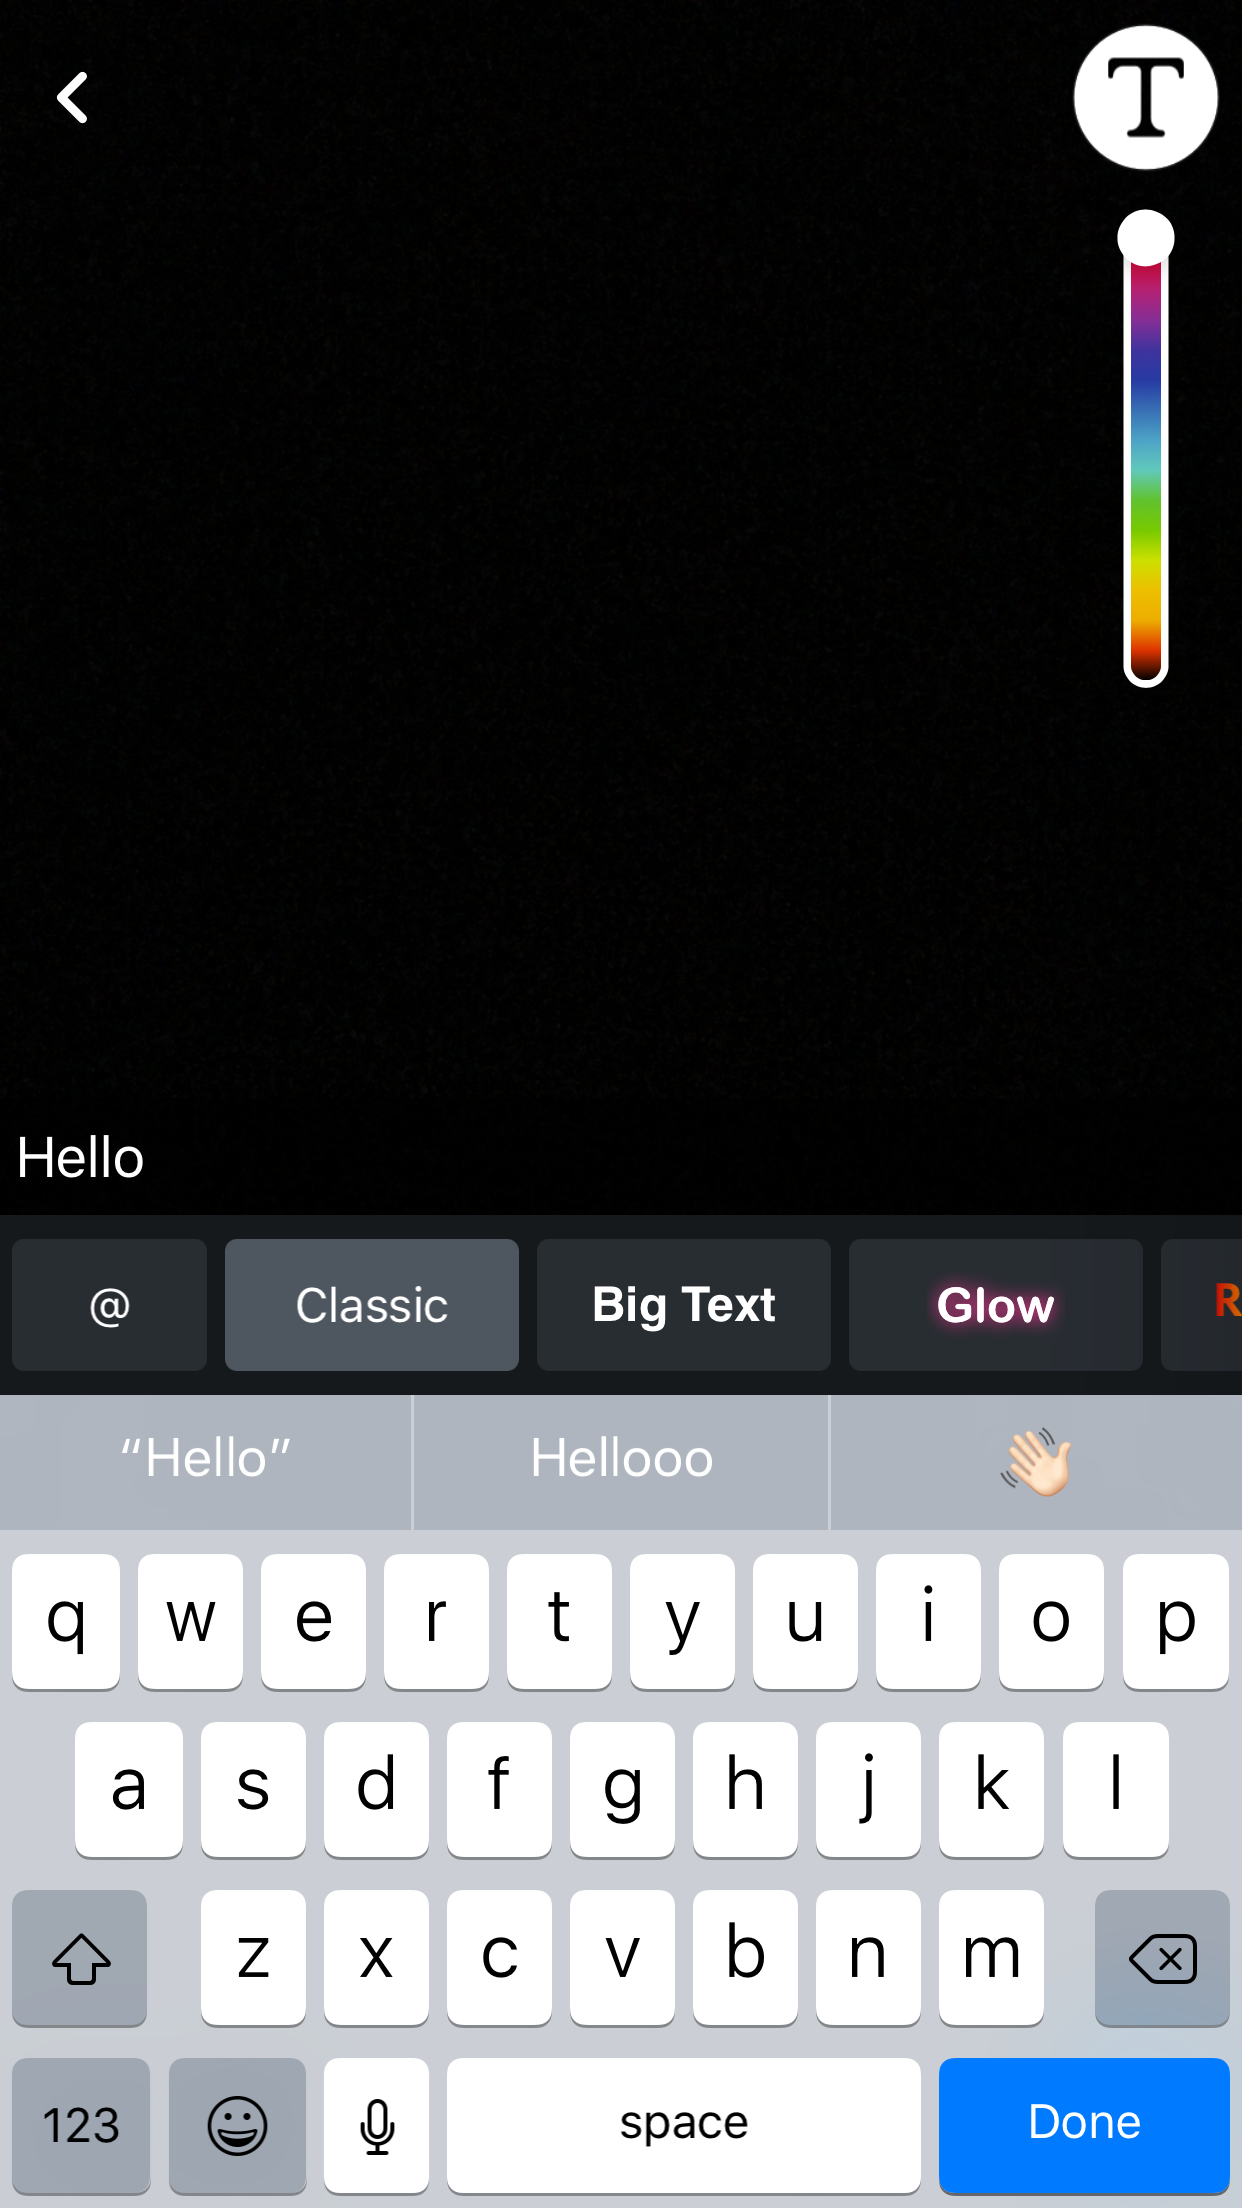 T
Hello
@ Classic Big Text Glow R
“Hello” Hellooo 👋🏻
q w e r t y u i o p
a s d f g h j k l
z x c v b n m
123 space Done